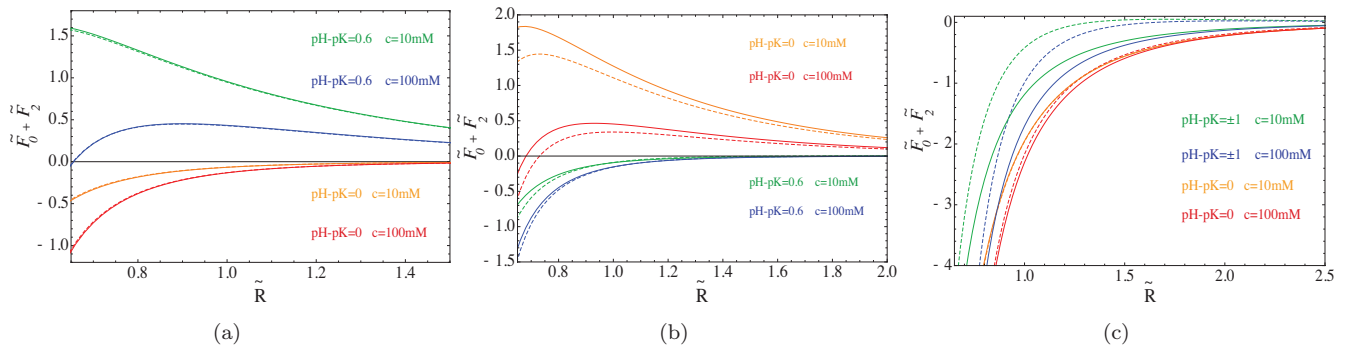 F̃₀ + F̃₂
1.5
1.0
0.5
0.0
- 0.5
- 1.0
pH-pK=0.6 c=10mM
pH-pK=0.6 c=100mM
pH-pK=0 c=10mM
pH-pK=0 c=100mM
0.8 1.0 1.2 1.4
R̃
(a)
F̃₀ + F̃₂
2.0
1.5
1.0
0.5
0.0
0.5
1.0
- 1.5
pH-pK=0 c=10mM
pH-pK=0 c=100mM
pH-pK=0.6 c=10mM
pH-pK=0.6 c=100mM
0.8 1.0 1.2 1.4 1.6 1.8 2.0
R̃
(b)
F̃₀ + F̃₂
0
- 1
- 2
- 3
- 4
pH-pK=±1 c=10mM
pH-pK=±1 c=100mM
pH-pK=0 c=10mM
pH-pK=0 c=100mM
1.0 1.5 2.0 2.5
R̃
(c)